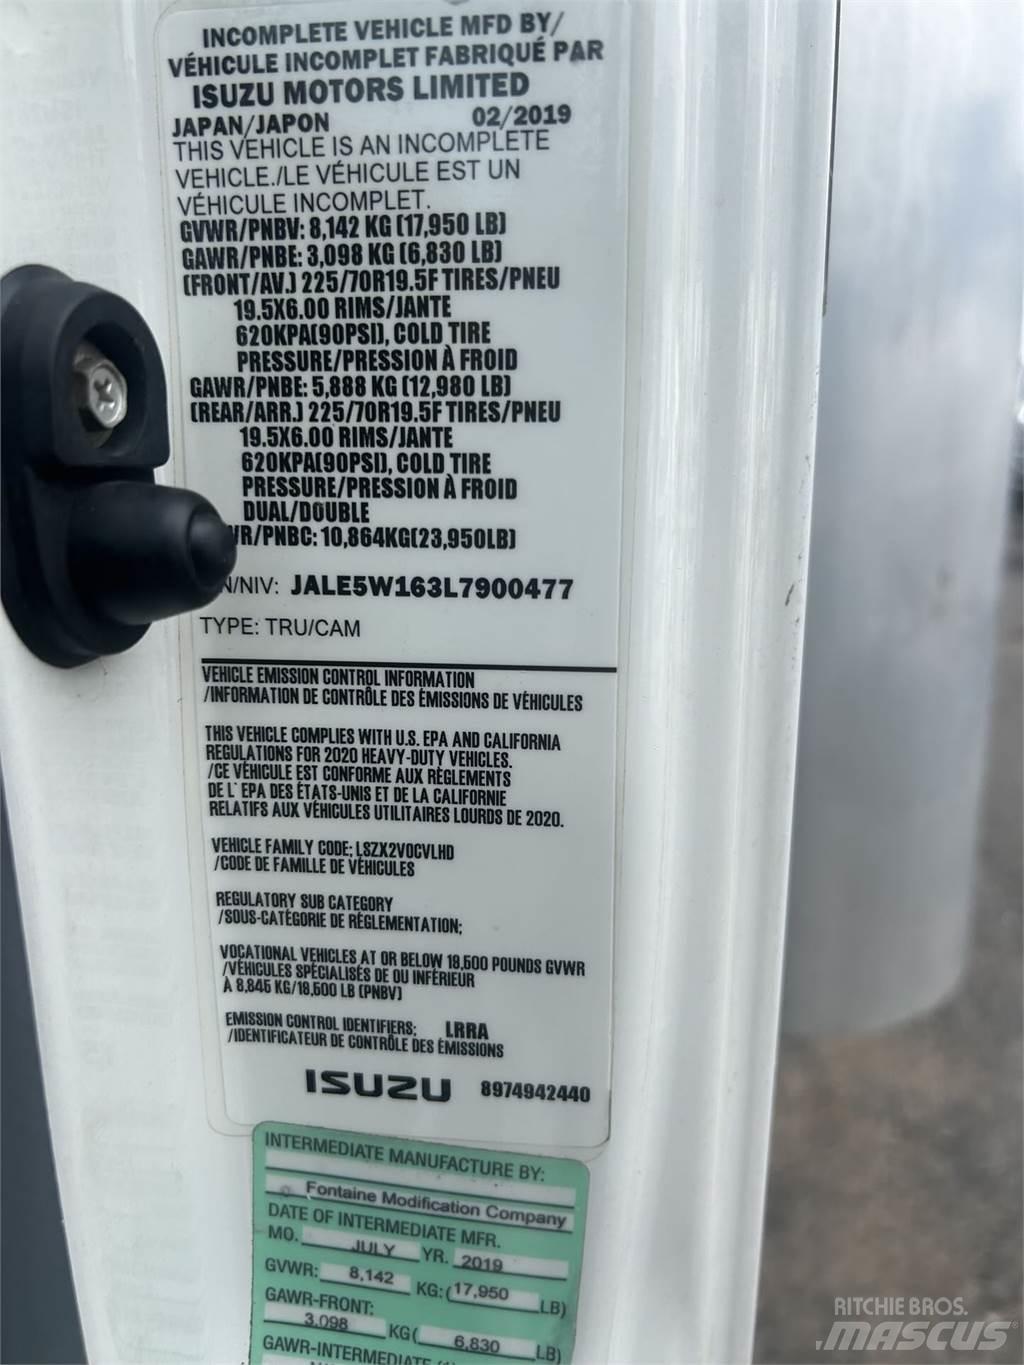 INCOMPLETE VEHICLE MFD BY/
VÉHICULE INCOMPLET FABRIQUÉ PAR
ISUZU MOTORS LIMITED
JAPAN/JAPON 02/2019
THIS VEHICLE IS AN INCOMPLETE
VEHICLE./LE VÉHICULE EST UN
VÉHICULE INCOMPLET.
GVWR/PNBV: 8,142 KG (17,950 LB)
GAWR/PNBE: 3,098 KG (6,830 LB)
(FRONT/AV.) 225/70R19.5F TIRES/PNEU
19.5X6.00 RIMS/JANTE
620KPA(90PSI), COLD TIRE
PRESSURE/PRESSION À FROID
GAWR/PNBE: 5,888 KG (12,980 LB)
(REAR/ARR.) 225/70R19.5F TIRES/PNEU
19.5X6.00 RIMS/JANTE
620KPA(90PSI), COLD TIRE
PRESSURE/PRESSION À FROID
DUAL/DOUBLE
WR/PNBC: 10,864KG(23,950LB)
N/NIV: JALE5W163L7900477
TYPE: TRU/CAM
VEHICLE EMISSION CONTROL INFORMATION
/INFORMATION DE CONTRÔLE DES ÉMISSIONS DE VÉHICULES
THIS VEHICLE COMPLIES WITH U.S. EPA AND CALIFORNIA
REGULATIONS FOR 2020 HEAVY-DUTY VEHICLES.
/CE VÉHICULE EST CONFORME AUX RÈGLEMENTS
DE L'EPA DES ÉTATS-UNIS ET DE LA CALIFORNIE
RELATIFS AUX VÉHICULES UTILITAIRES LOURDS DE 2020.
VEHICLE FAMILY CODE; LSZX2VOCVLHD
/CODE DE FAMILLE DE VÉHICULES
REGULATORY SUB CATEGORY
/SOUS-CATÉGORIE DE RÉGLEMENTATION;
VOCATIONAL VEHICLES AT OR BELOW 19,500 POUNDS GVWR
/VÉHICULES SPÉCIALISÉS DE OU INFÉRIEUR
À 8,845 KG/19,500 LB (PNBV)
EMISSION CONTROL IDENTIFIERS; LRRA
/IDENTIFICATEUR DE CONTRÔLE DES ÉMISSIONS
ISUZU 8974942440
INTERMEDIATE MANUFACTURE BY:
Fontaine Modification Company
DATE OF INTERMEDIATE MFR.
MO. JULY YR. 2019
GVWR: 8,142 KG:(17,950 LB)
GAWR-FRONT:
3,098 KG( 6,830 LB)
GAWR-INTERMEDIATE
RITCHIE BROS.
MASCUS